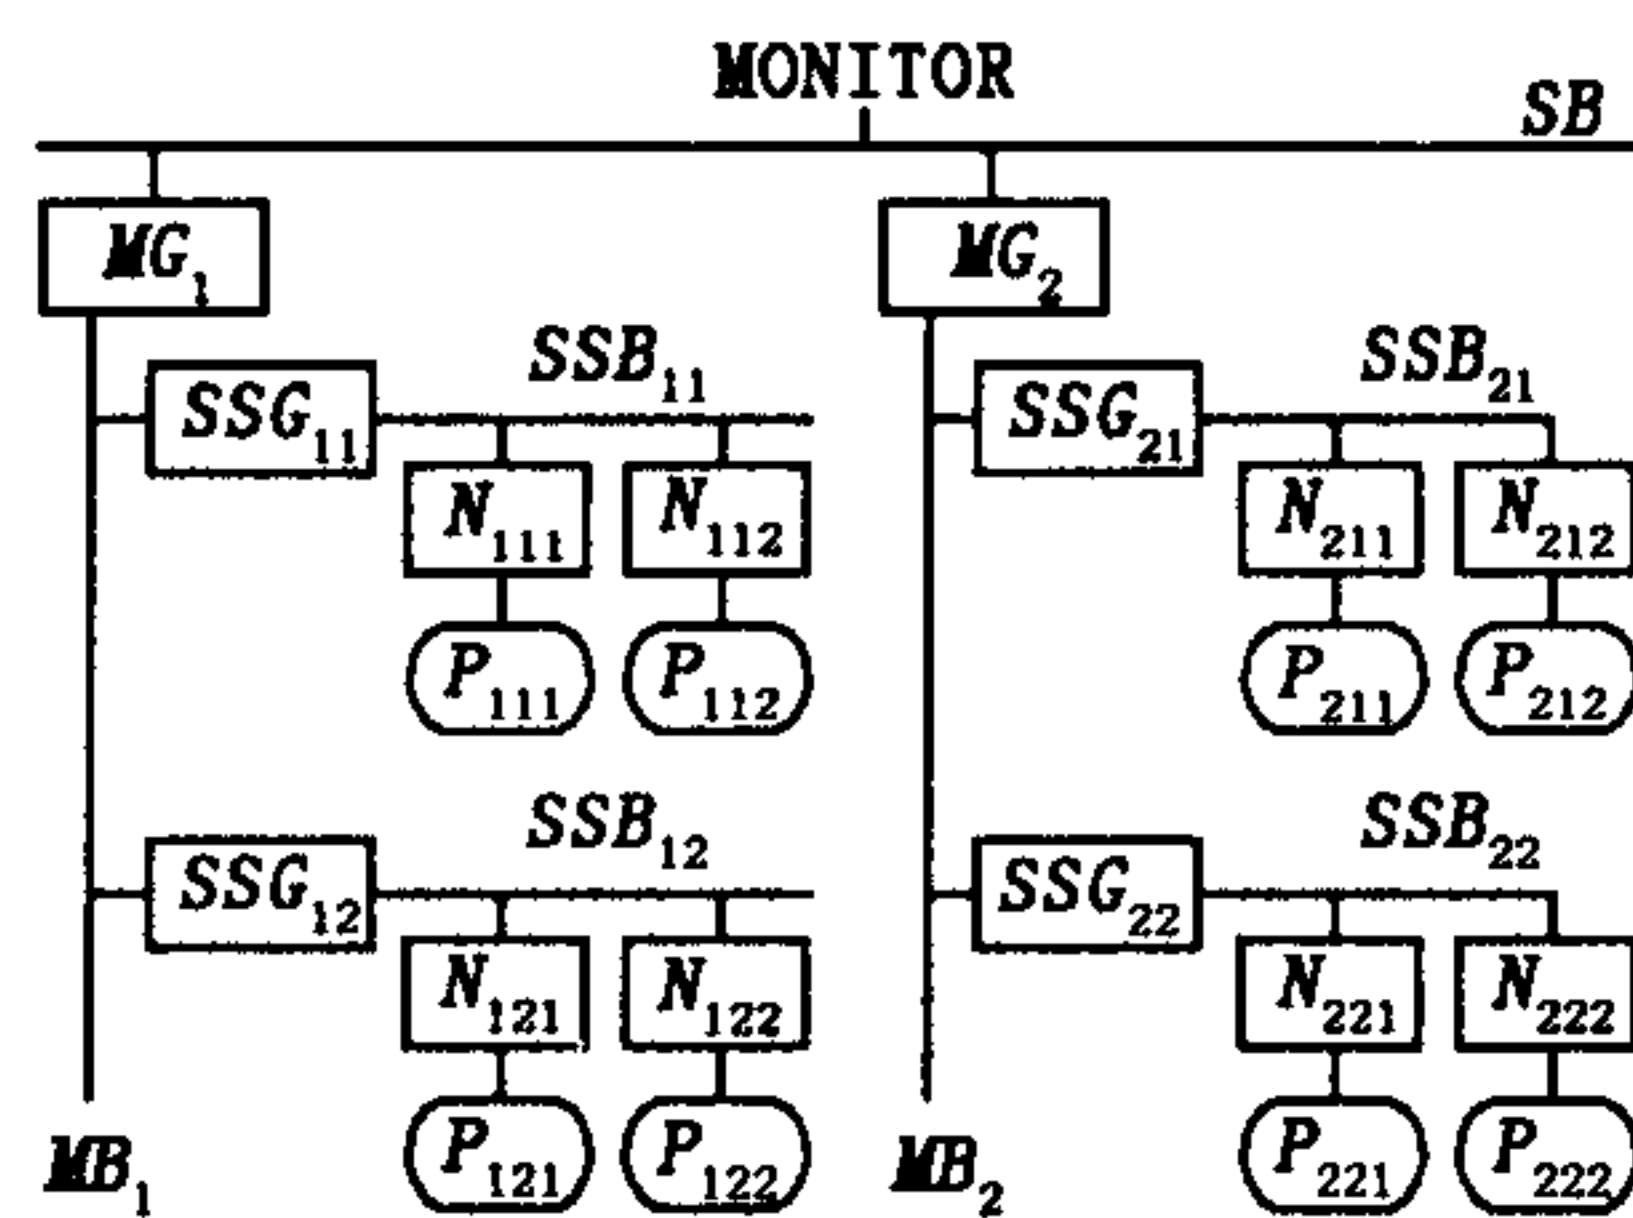 MONITOR
SB
MG1 MG2
SSB11 SSB21
SSG11 SSG21
N111 N112 N211 N212
P111 P112 P211 P212
SSB12 SSB22
SSG12 SSG22
N121 N122 N221 N222
P121 P122 P221 P222
MB1 MB2